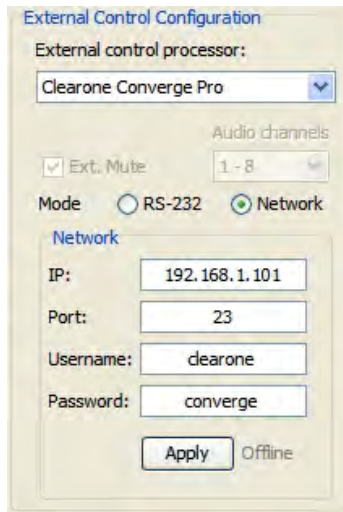 External Control Configuration
External control processor:
Clearone Converge Pro
Audio channels
Ext. Mute
1 - 8
Mode RS-232 Network
Network
IP: 192.168.1.101
Port: 23
Username: clearone
Password: converge
Apply Offline